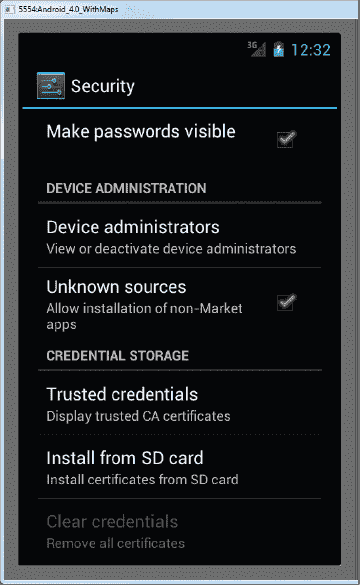 5554:Android_4.0_WithMaps
3G 12:32
Security
Make passwords visible
DEVICE ADMINISTRATION
Device administrators
View or deactivate device administrators
Unknown sources
Allow installation of non-Market
apps
CREDENTIAL STORAGE
Trusted credentials
Display trusted CA certificates
Install from SD card
Install certificates from SD card
Clear credentials
Remove all certificates